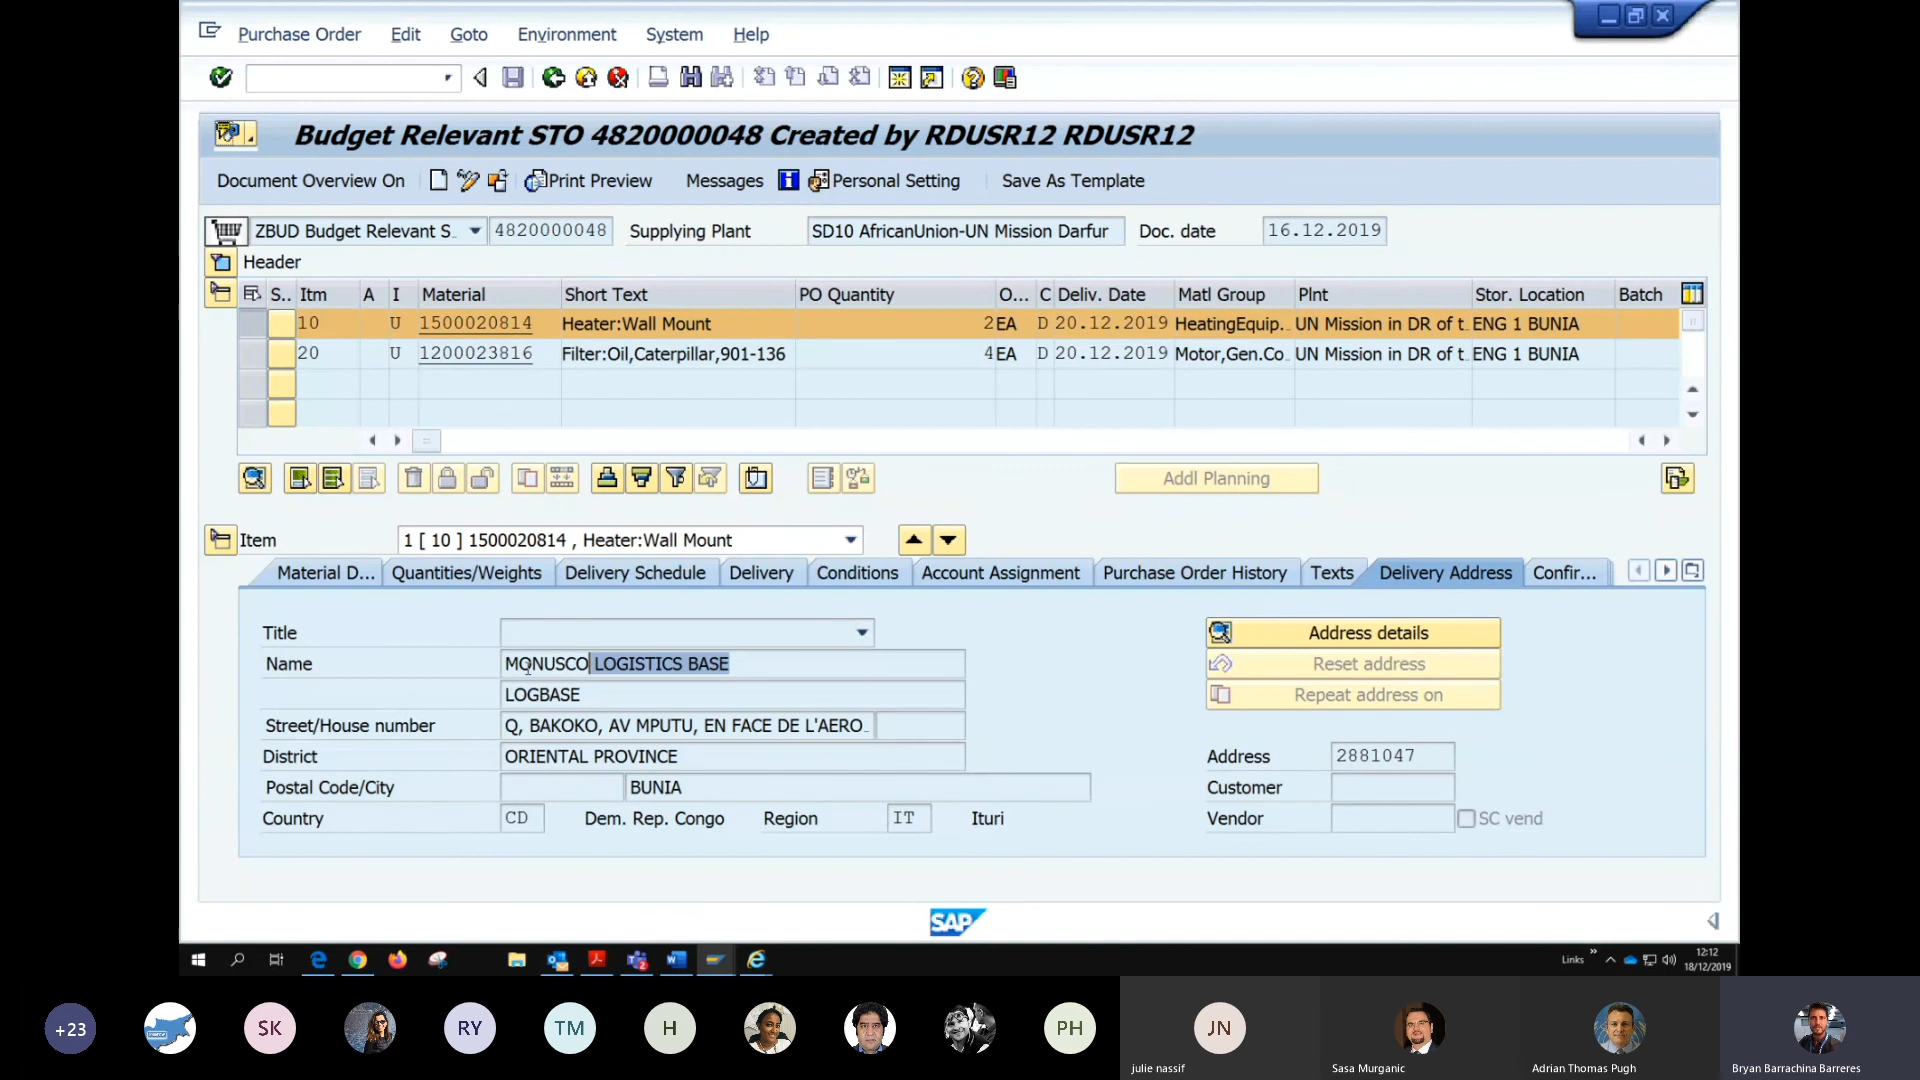 Purchase Order Edit Goto Environment System Help
Budget Relevant STO 4820000048 Created by RDUSR12 RDUSR12
Document Overview On Print Preview Messages Personal Setting Save As Template
ZBUD Budget Relevant S.. 4820000048 Supplying Plant SD10 AfricanUnion-UN Mission Darfur Doc. date 16.12.2019
Header
S.. Itm A I Material Short Text PO Quantity O... C Deliv. Date Matl Group Plnt Stor. Location Batch
10 U 1500020814 Heater:Wall Mount 2 EA D 20.12.2019 HeatingEquip.. UN Mission in DR of t.. ENG 1 BUNIA
20 U 1200023816 Filter:Oil,Caterpillar,901-136 4 EA D 20.12.2019 Motor,Gen.Co.. UN Mission in DR of t.. ENG 1 BUNIA
Addl Planning
Item 1 [ 10 ] 1500020814 , Heater:Wall Mount
Material D... Quantities/Weights Delivery Schedule Delivery Conditions Account Assignment Purchase Order History Texts Delivery Address Confir...
Title Address details
Name MONUSCO LOGISTICS BASE Reset address
LOGBASE Repeat address on
Street/House number Q, BAKOKO, AV MPUTU, EN FACE DE L'AERO..
District ORIENTAL PROVINCE Address 2881047
Postal Code/City BUNIA Customer
Country CD Dem. Rep. Congo Region IT Ituri Vendor SC vend
SAP
Links 12:12
18/12/2019
+23 SK RY TM H PH JN
julie nassif Sasa Murganic Adrian Thomas Pugh Bryan Barrachina Barreres